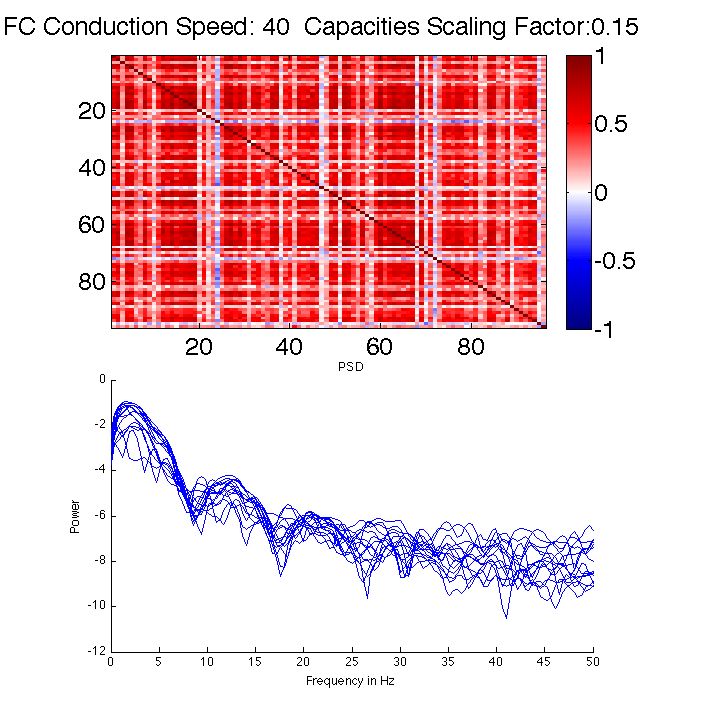 FC Conduction Speed: 40 Capacities Scaling Factor:0.15
1
0.5
0
-0.5
-1
20
40
60
80
20 40 60 80
PSD
0
-2
-4
-6
-8
-10
-12
Power
0 5 10 15 20 25 30 35 40 45 50
Frequency in Hz